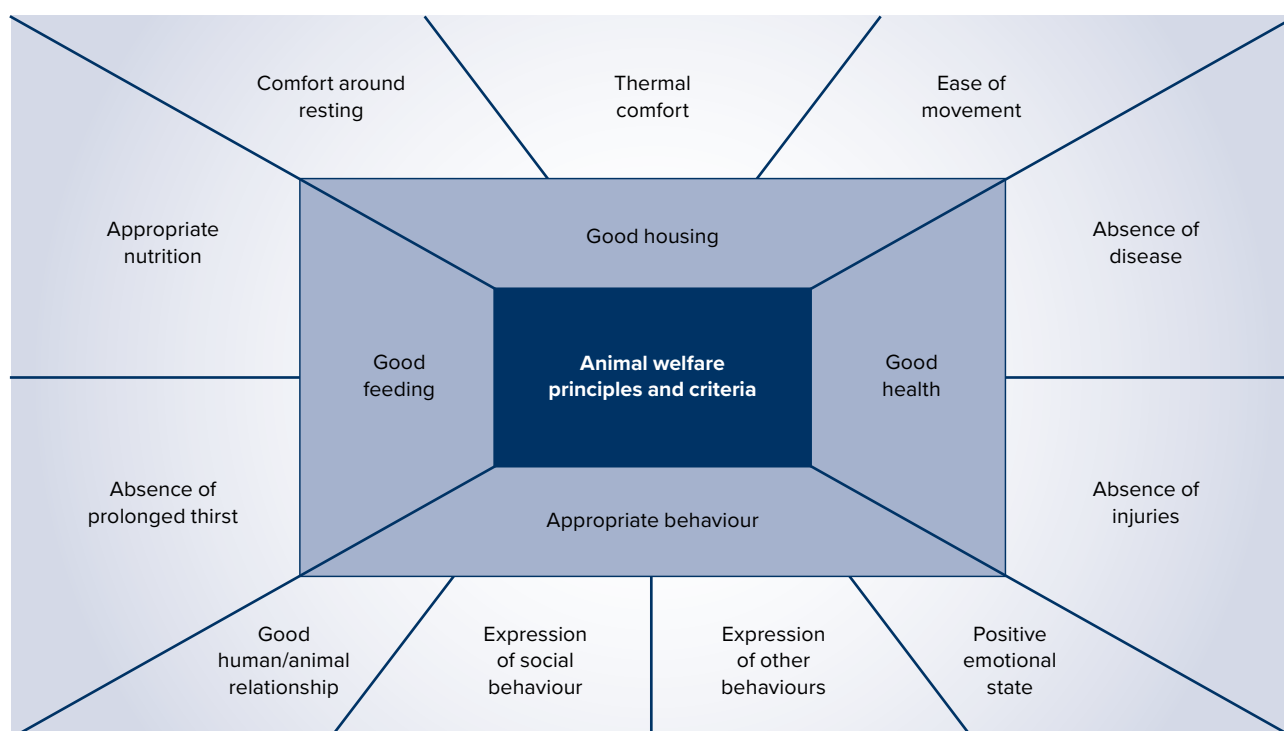 Comfort around
resting
Thermal
comfort
Ease of
movement
Appropriate
nutrition
Good housing
Absence of
disease
Good
feeding
Animal welfare
principles and criteria
Good
health
Absence of
prolonged thirst
Appropriate behaviour
Absence of
injuries
Good
human/animal
relationship
Expression
of social
behaviour
Expression
of other
behaviours
Positive
emotional
state